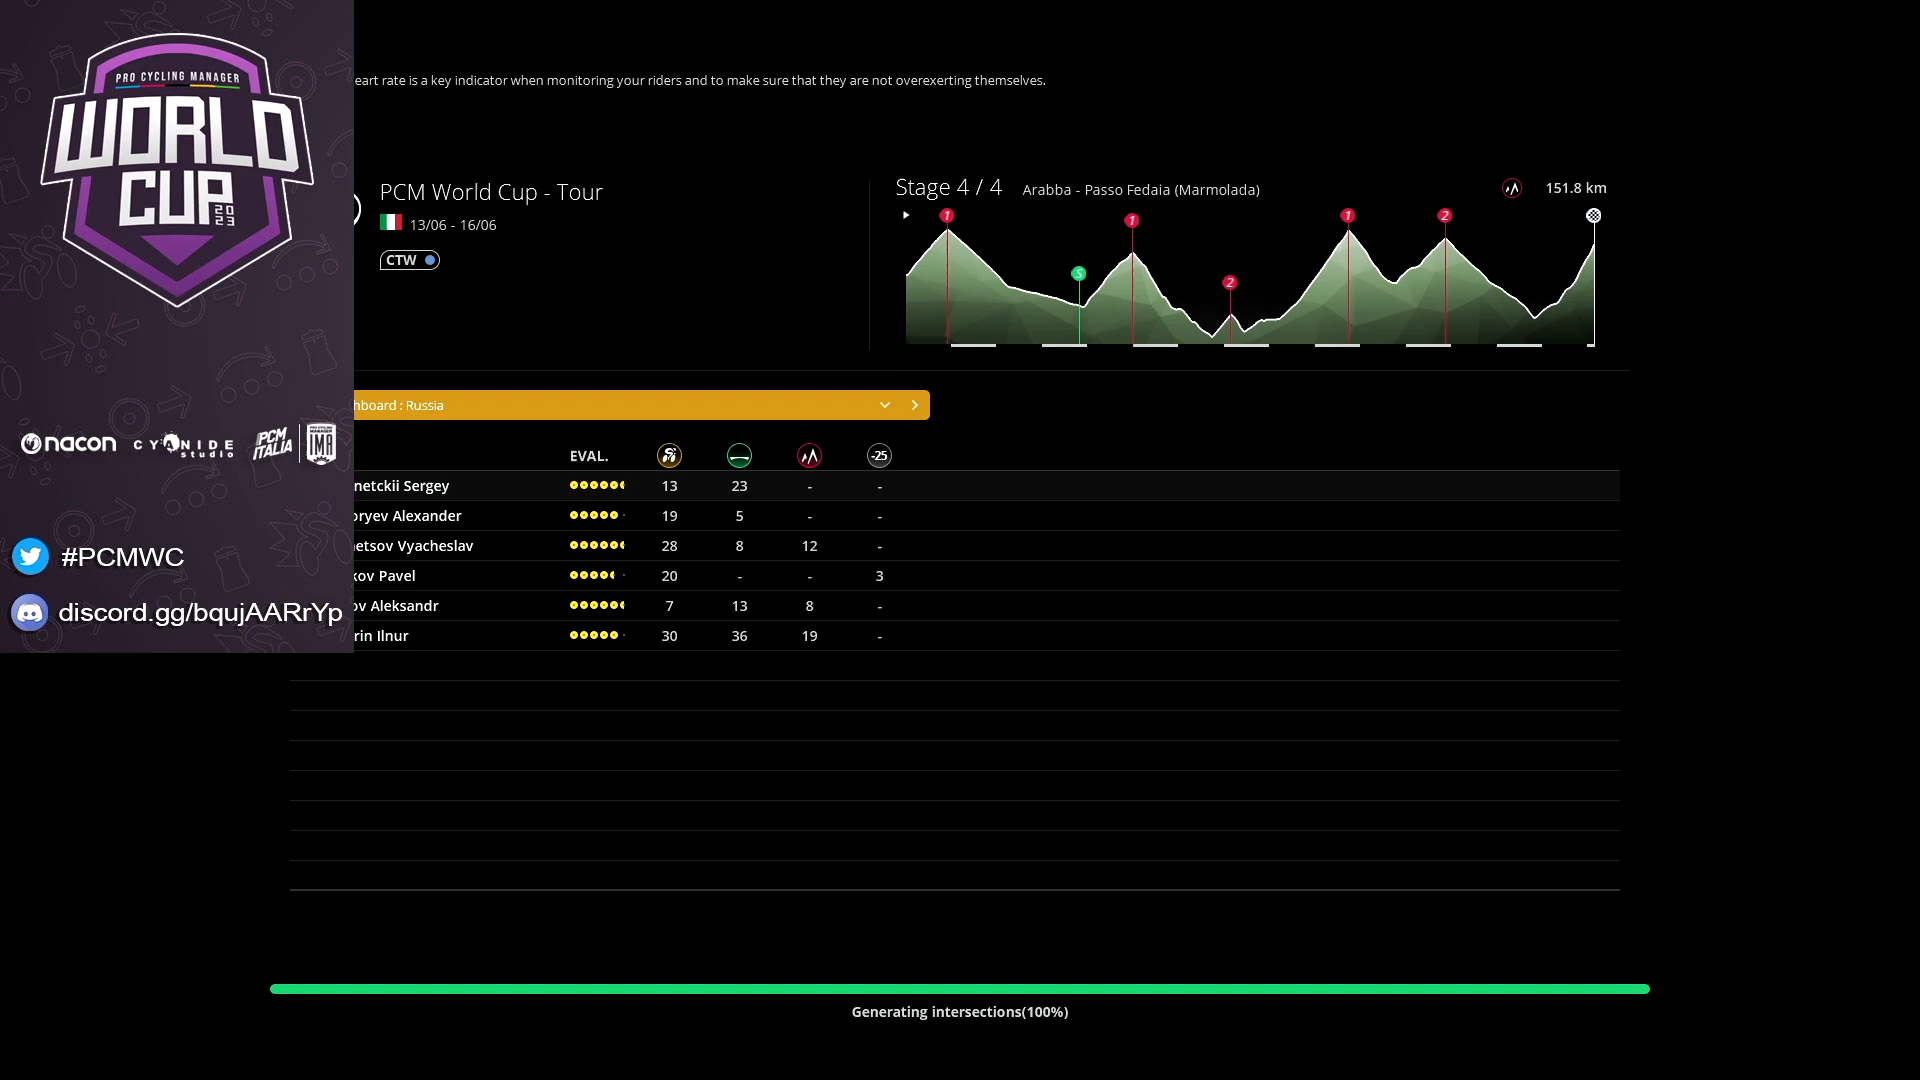 PRO CYCLING MANAGER
WORLD
CUP
20
23
nacon
CYANIDE
studio
PCM
ITALIA
#PCMWC
discord.gg/bqujAARrYp
eart rate is a key indicator when monitoring your riders and to make sure that they are not overexerting themselves.
PCM World Cup - Tour
13/06 - 16/06
CTW
Stage 4 / 4 Arabba - Passo Fedaia (Marmolada) 151.8 km
1 S 1 2 1 2
hboard : Russia
EVAL. -25
netckii Sergey 13 23 - -
oryev Alexander 19 5 - -
etsov Vyacheslav 28 8 12 -
kov Pavel 20 - - 3
ov Aleksandr 7 13 8 -
rin Ilnur 30 36 19 -
Generating intersections(100%)